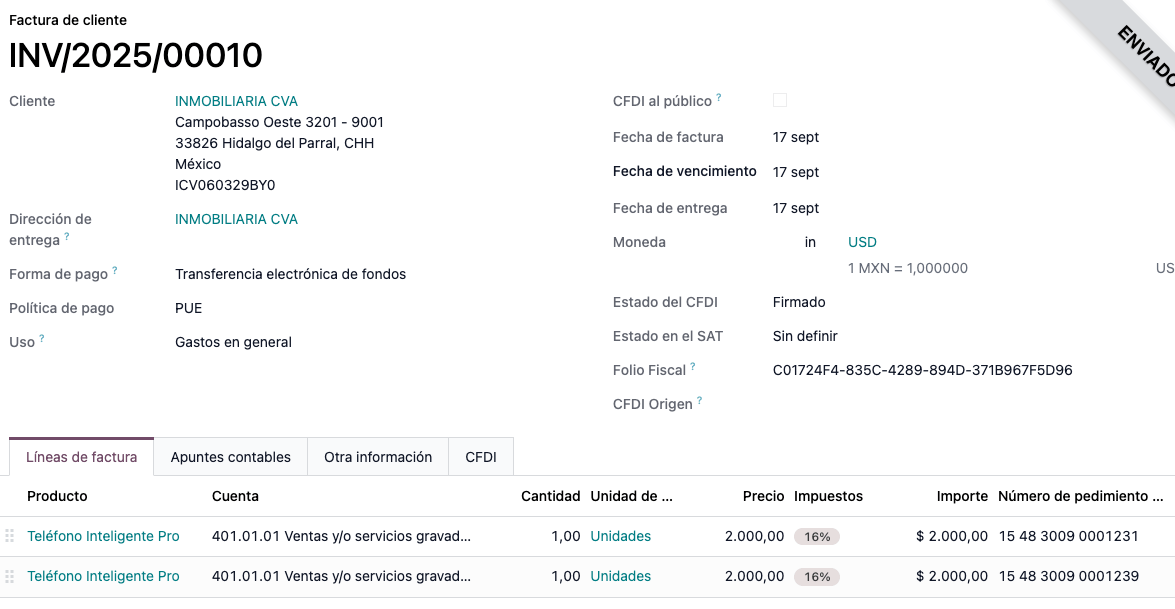 Factura de cliente
INV/2025/00010
ENVIADO
Cliente
INMOBILIARIA CVA
Campobasso Oeste 3201 - 9001
33826 Hidalgo del Parral, CHH
México
ICV060329BY0
Dirección de
entrega ?
INMOBILIARIA CVA
Forma de pago ?
Transferencia electrónica de fondos
Política de pago
PUE
Uso ?
Gastos en general
CFDI al público ?
Fecha de factura
17 sept
Fecha de vencimiento
17 sept
Fecha de entrega
17 sept
Moneda
in
USD
1 MXN = 1,000000
US
Estado del CFDI
Firmado
Estado en el SAT
Sin definir
Folio Fiscal ?
C01724F4-835C-4289-894D-371B967F5D96
CFDI Origen ?
Líneas de factura Apuntes contables Otra información CFDI
Producto Cuenta Cantidad Unidad de ... Precio Impuestos Importe Número de pedimento ...
Teléfono Inteligente Pro 401.01.01 Ventas y/o servicios gravad... 1,00 Unidades 2.000,00 16% $ 2.000,00 15 48 3009 0001231
Teléfono Inteligente Pro 401.01.01 Ventas y/o servicios gravad... 1,00 Unidades 2.000,00 16% $ 2.000,00 15 48 3009 0001239